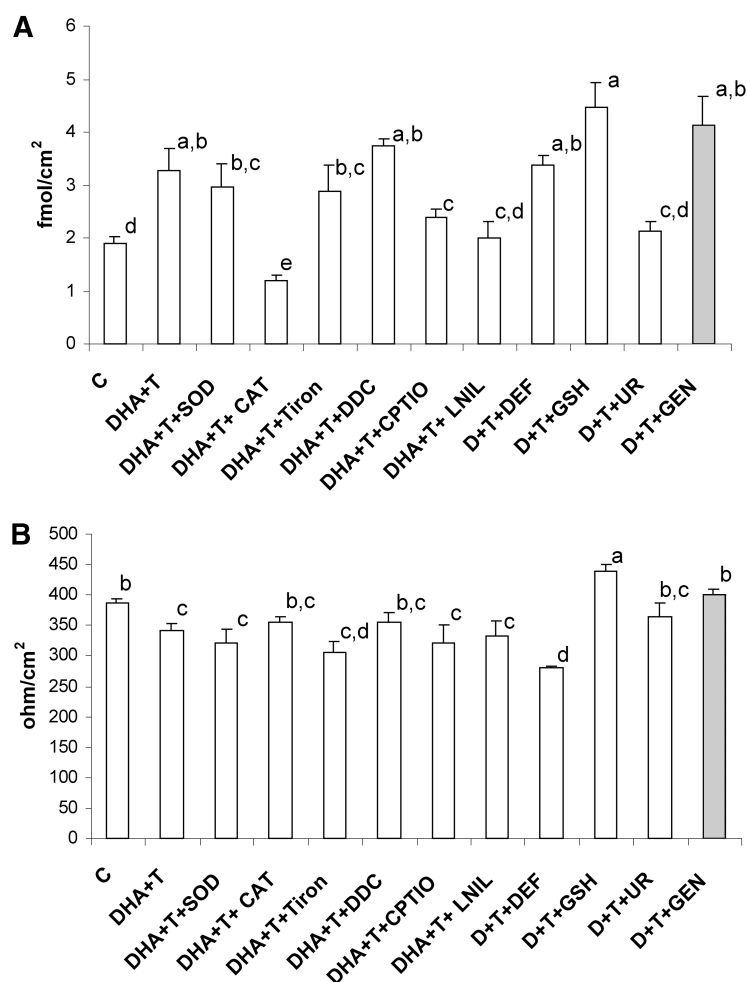 A
6
5
4
3
2
1
0
fmol/cm²
d
a,b
b,c
e
b,c
a,b
c
c,d
a,b
a
c,d
a,b
C
DHA+T
DHA+T+SOD
DHA+T+ CAT
DHA+T+Tiron
DHA+T+DDC
DHA+T+CPTIO
DHA+T+ LNIL
D+T+DEF
D+T+GSH
D+T+UR
D+T+GEN
B
500
450
400
350
300
250
200
150
100
50
0
ohm/cm²
b
c
c
b,c
c,d
b,c
c
c
d
a
b,c
b
C
DHA+T
DHA+T+SOD
DHA+T+ CAT
DHA+T+Tiron
DHA+T+DDC
DHA+T+CPTIO
DHA+T+ LNIL
D+T+DEF
D+T+GSH
D+T+UR
D+T+GEN